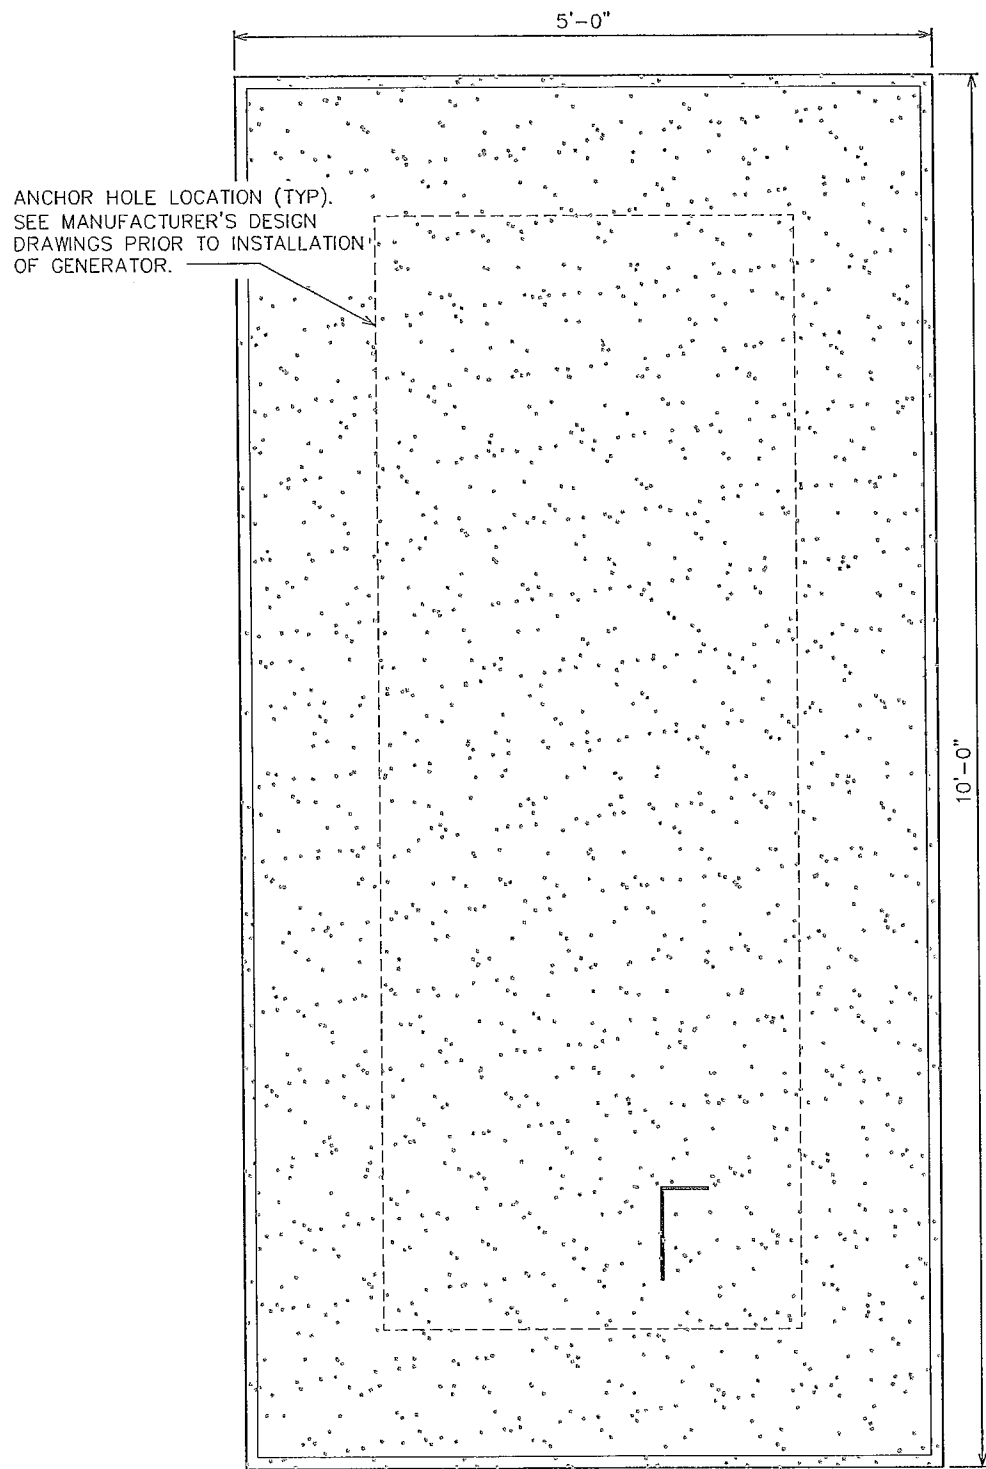 5'-0"
ANCHOR HOLE LOCATION (TYP).
SEE MANUFACTURER'S DESIGN
DRAWINGS PRIOR TO INSTALLATION
OF GENERATOR.
10'-0"